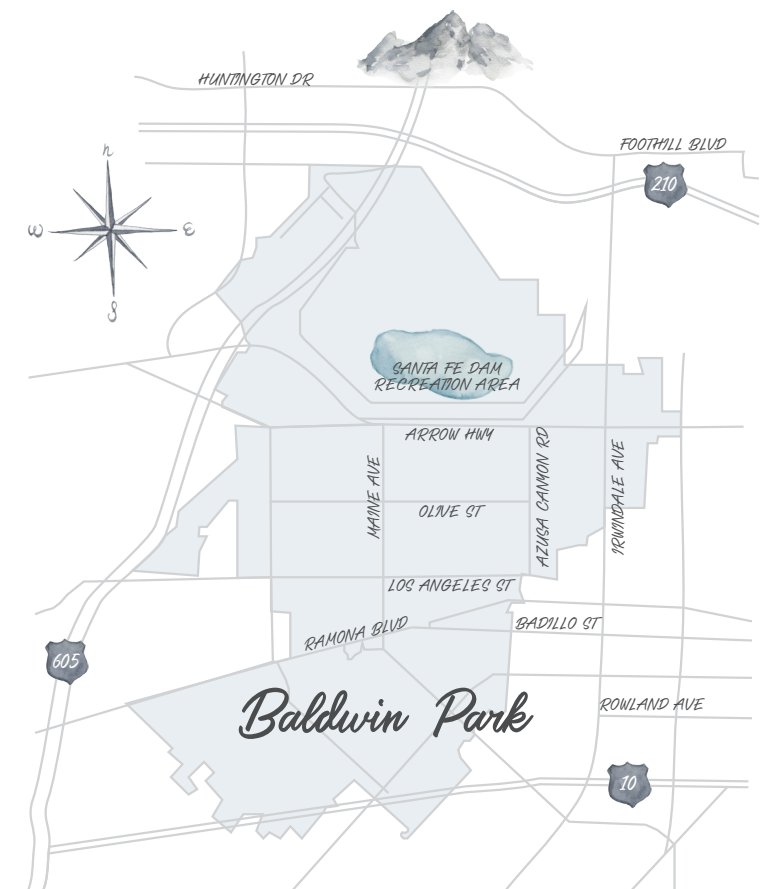 HUNTINGTON DR
FOOTHILL BLVD
210
n
w
e
s
SANTA FE DAM
RECREATION AREA
ARROW HWY
MAINE AVE
AZUSA CANYON RD
IRWINDALE AVE
OLIVE ST
LOS ANGELES ST
RAMONA BLVD
BADILLO ST
605
Baldwin Park
ROWLAND AVE
10